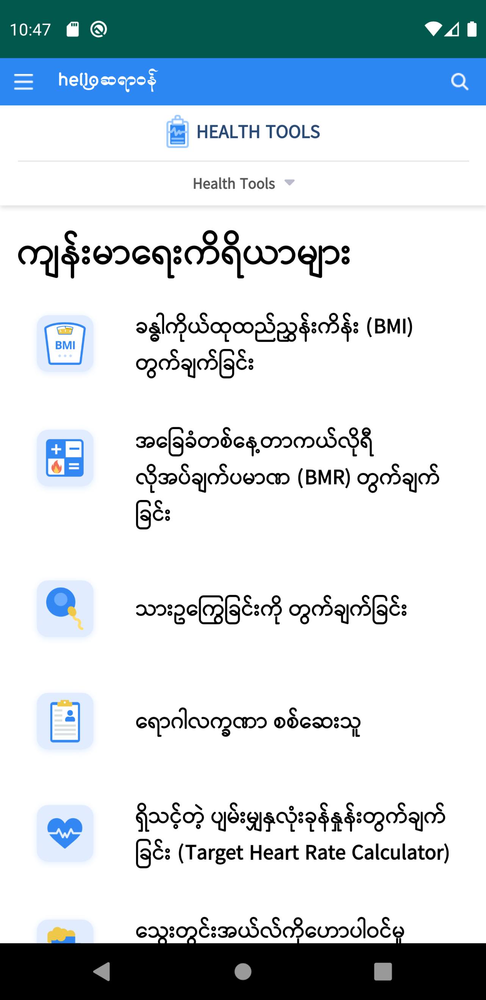 10:47
helloဆရာဝန်
HEALTH TOOLS
Health Tools
ကျန်းမာရေးကိရိယာများ
BMI
ခန္ဓါကိုယ်ထုထည်ညွှန်းကိန်း (BMI)
တွက်ချက်ခြင်း
အခြေခံတစ်နေ့တာကယ်လိုရီ
လိုအပ်ချက်ပမာဏ (BMR) တွက်ချက်
ခြင်း
သားဥကြွေခြင်းကို တွက်ချက်ခြင်း
ရောဂါလက္ခဏာ စစ်ဆေးသူ
ရှိသင့်တဲ့ ပျမ်းမျှနှလုံးခုန်နှုန်းတွက်ချက်
ခြင်း (Target Heart Rate Calculator)
သွေးတွင်းအယ်လ်ကိုဟောပါဝင်မှု